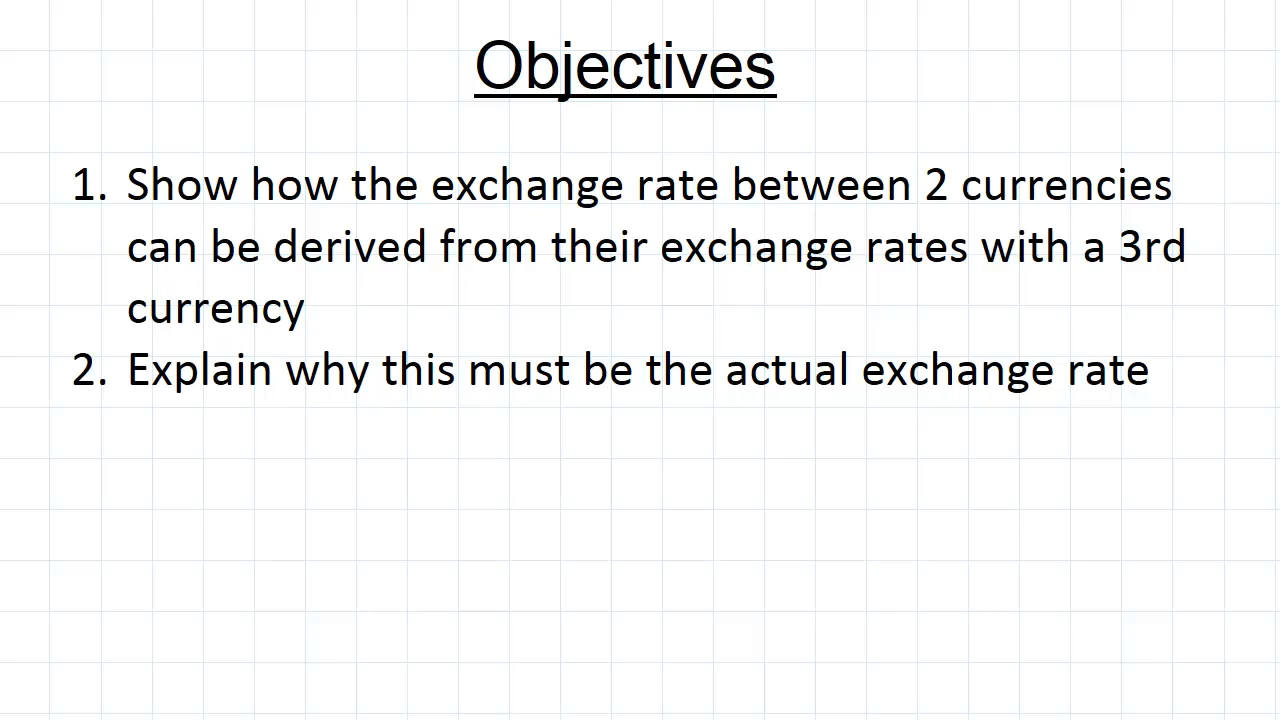 Objectives
1. Show how the exchange rate between 2 currencies
can be derived from their exchange rates with a 3rd
currency
2. Explain why this must be the actual exchange rate